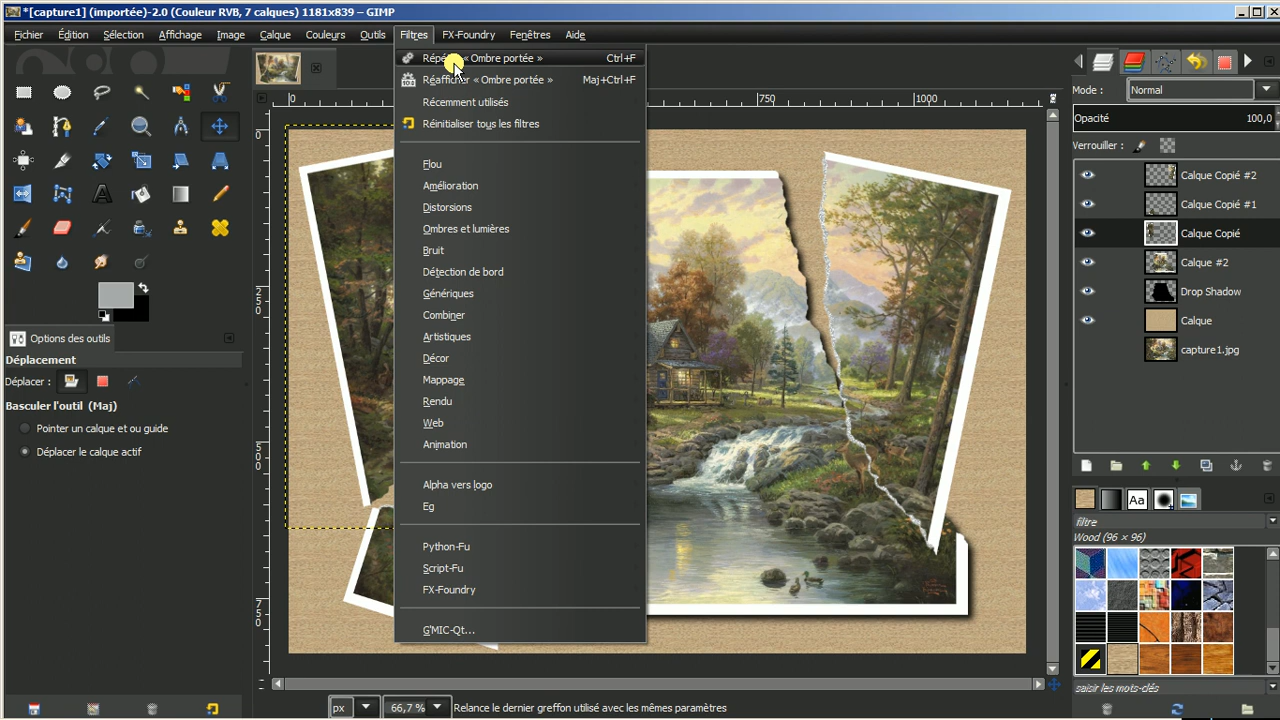 *[capture1] (importée)-2.0 (Couleur RVB, 7 calques) 1181x839 – GIMP
Fichier Édition Sélection Affichage Image Calque Couleurs Outils Filtres FX-Foundry Fenêtres Aide
« Ombre portée » Ctrl+F
Réafficher « Ombre portée » Maj+Ctrl+F
Récemment utilisés
Réinitialiser tous les filtres
Flou
Amélioration
Distorsions
Ombres et lumières
Bruit
Détection de bord
Génériques
Combiner
Artistiques
Décor
Mappage
Rendu
Web
Animation
Alpha vers logo
Eg
Python-Fu
Script-Fu
FX-Foundry
G'MIC-Qt...
Options des outils
Déplacement
Déplacer :
Basculer l'outil (Maj)
Pointer un calque et ou guide
Déplacer le calque actif
0 750 1000
0
250
500
750
Mode : Normal
Opacité 100,0
Verrouiller :
Calque Copié #2
Calque Copié #1
Calque Copié
Calque #2
Drop Shadow
Calque
capture1.jpg
Aa
filtre
Wood (96 × 96)
saisir les mots-clés
px 66,7 % Relance le dernier greffon utilisé avec les mêmes paramètres